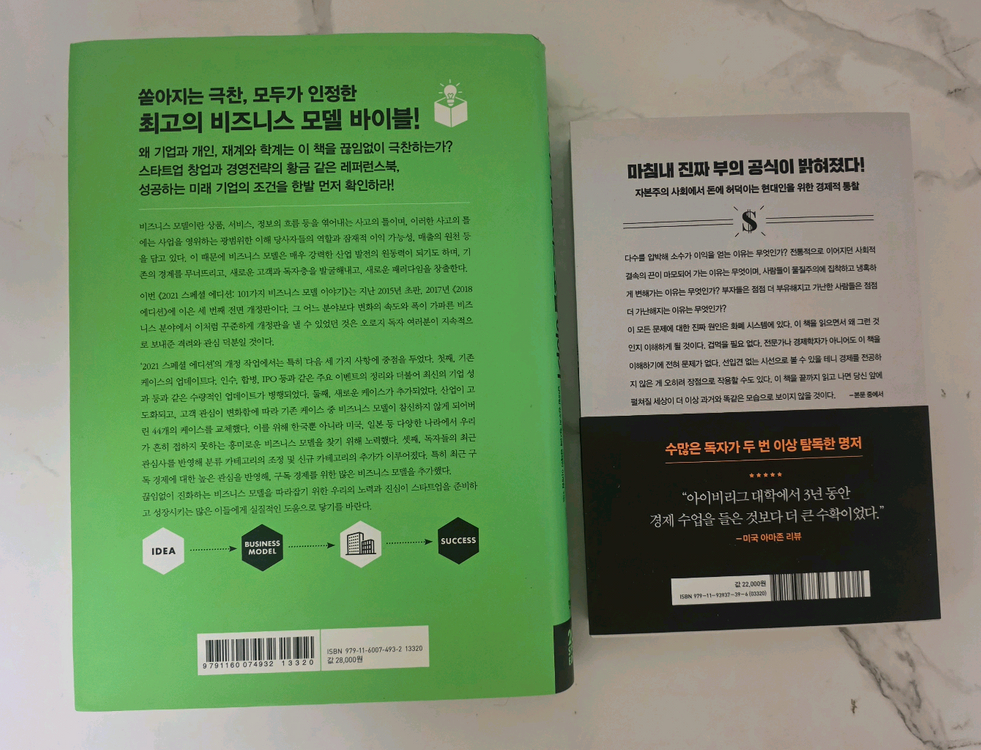 쏟아지는 극찬, 모두가 인정한
최고의 비즈니스 모델 바이블!
왜 기업과 개인, 재계와 학계는 이 책을 끊임없이 극찬하는가?
스타트업 창업과 경영전략의 황금 같은 레퍼런스북,
성공하는 미래 기업의 조건을 한발 먼저 확인하라!
비즈니스 모델이란 상품, 서비스, 정보의 흐름 등을 엮어내는 사고의 틀이며, 이러한 사고의 틀
에는 사업을 영위하는 광범위한 이해 당사자들의 역할과 잠재적 이익 가능성, 매출의 원천 등
을 담고 있다. 이 때문에 비즈니스 모델은 매우 강력한 산업 발전의 원동력이 되기도 하며, 기
존의 경제를 무너뜨리고, 새로운 고객과 독자층을 발굴해내고, 새로운 패러다임을 창출한다.
이번 《2021 스페셜 에디션: 101가지 비즈니스 모델 이야기》는 지난 2015년 초판, 2017년 《2018
에디션》에 이은 세 번째 전면 개정판이다. 그 어느 분야보다 변화의 속도와 폭이 가파른 비즈
니스 분야에서 이처럼 꾸준하게 개정판을 낼 수 있었던 것은 오로지 독자 여러분이 지속적으
로 보내준 격려와 관심 덕분일 것이다.
'2021 스페셜 에디션'의 개정 작업에서는 특히 다음 세 가지 사항에 중점을 두었다. 첫째, 기존
케이스의 업데이트다. 인수, 합병, IPO 등과 같은 주요 이벤트의 정리와 더불어 최신의 기업 성
과 등과 같은 수량적인 업데이트가 병행되었다. 둘째, 새로운 케이스가 추가되었다. 산업이 고
도화되고, 고객 관심이 변화함에 따라 기존 케이스 중 비즈니스 모델이 참신하지 않게 되어버
린 44개의 케이스를 교체했다. 이를 위해 한국뿐 아니라 미국, 일본 등 다양한 나라에서 우리
가 흔히 접하지 못하는 흥미로운 비즈니스 모델을 찾기 위해 노력했다. 셋째, 독자들의 최근
관심사를 반영해 분류 카테고리의 조정 및 신규 카테고리의 추가가 이루어졌다. 특히 최근 구
독 경제에 대한 높은 관심을 반영해, 구독 경제를 위한 많은 비즈니스 모델을 추가했다.
끊임없이 진화하는 비즈니스 모델을 따라잡기 위한 우리의 노력과 진심이 스타트업을 준비하
고 성장시키는 많은 이들에게 실질적인 도움으로 닿기를 바란다.
IDEA
BUSINESS
MODEL
SUCCESS
9791160074932 13320
ISBN 979-11-6007-493-2 13320
값 28,000원
마침내 진짜 부의 공식이 밝혀졌다!
자본주의 사회에서 돈에 허덕이는 현대인을 위한 경제적 통찰
$
다수를 압박해 소수가 이익을 얻는 이유는 무엇인가? 전통적으로 이어지던 사회적
결속의 끈이 마모되어 가는 이유는 무엇이며, 사람들이 물질주의에 집착하고 냉혹하
게 변해가는 이유는 무엇인가? 부자들은 점점 더 부유해지고 가난한 사람들은 점점
더 가난해지는 이유는 무엇인가?
이 모든 문제에 대한 진짜 원인은 화폐 시스템에 있다. 이 책을 읽으면서 왜 그런 것
인지 이해하게 될 것이다. 겁먹을 필요 없다. 전문가나 경제학자가 아니어도 이 책을
이해하기에 전혀 문제가 없다. 선입견 없는 시선으로 볼 수 있을 테니 경제를 전공하
지 않은 게 오히려 장점으로 작용할 수도 있다. 이 책을 끝까지 읽고 나면 당신 앞에
펼쳐질 세상이 더 이상 과거와 똑같은 모습으로 보이지 않을 것이다. -본문 중에서
수많은 독자가 두 번 이상 탐독한 명저
★★★★★
“아이비리그 대학에서 3년 동안
경제 수업을 들은 것보다 더 큰 수확이었다.”
-미국 아마존 리뷰
값 22,000원
ISBN 979-11-93937-39-6 (03320)